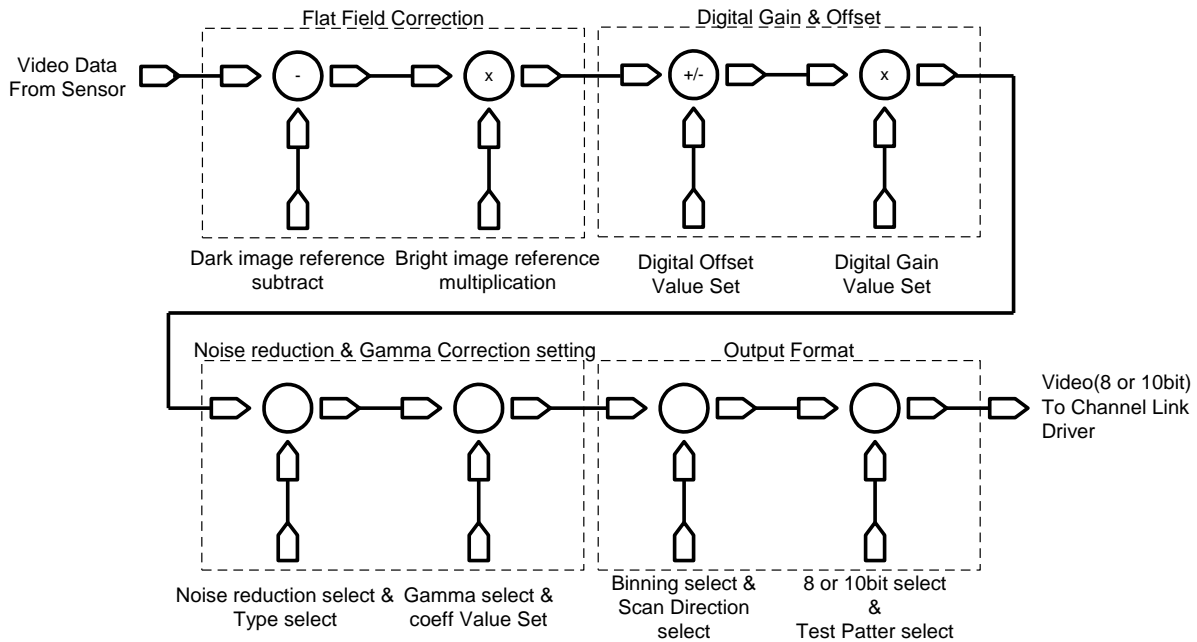 Flat Field Correction
Digital Gain & Offset
Video Data
From Sensor
-
x
+/-
x
Dark image reference
subtract
Bright image reference
multiplication
Digital Offset
Value Set
Digital Gain
Value Set
Noise reduction & Gamma Correction setting
Output Format
Video(8 or 10bit)
To Channel Link
Driver
Noise reduction select &
Type select
Gamma select &
coeff Value Set
Binning select &
Scan Direction
select
8 or 10bit select
&
Test Patter select